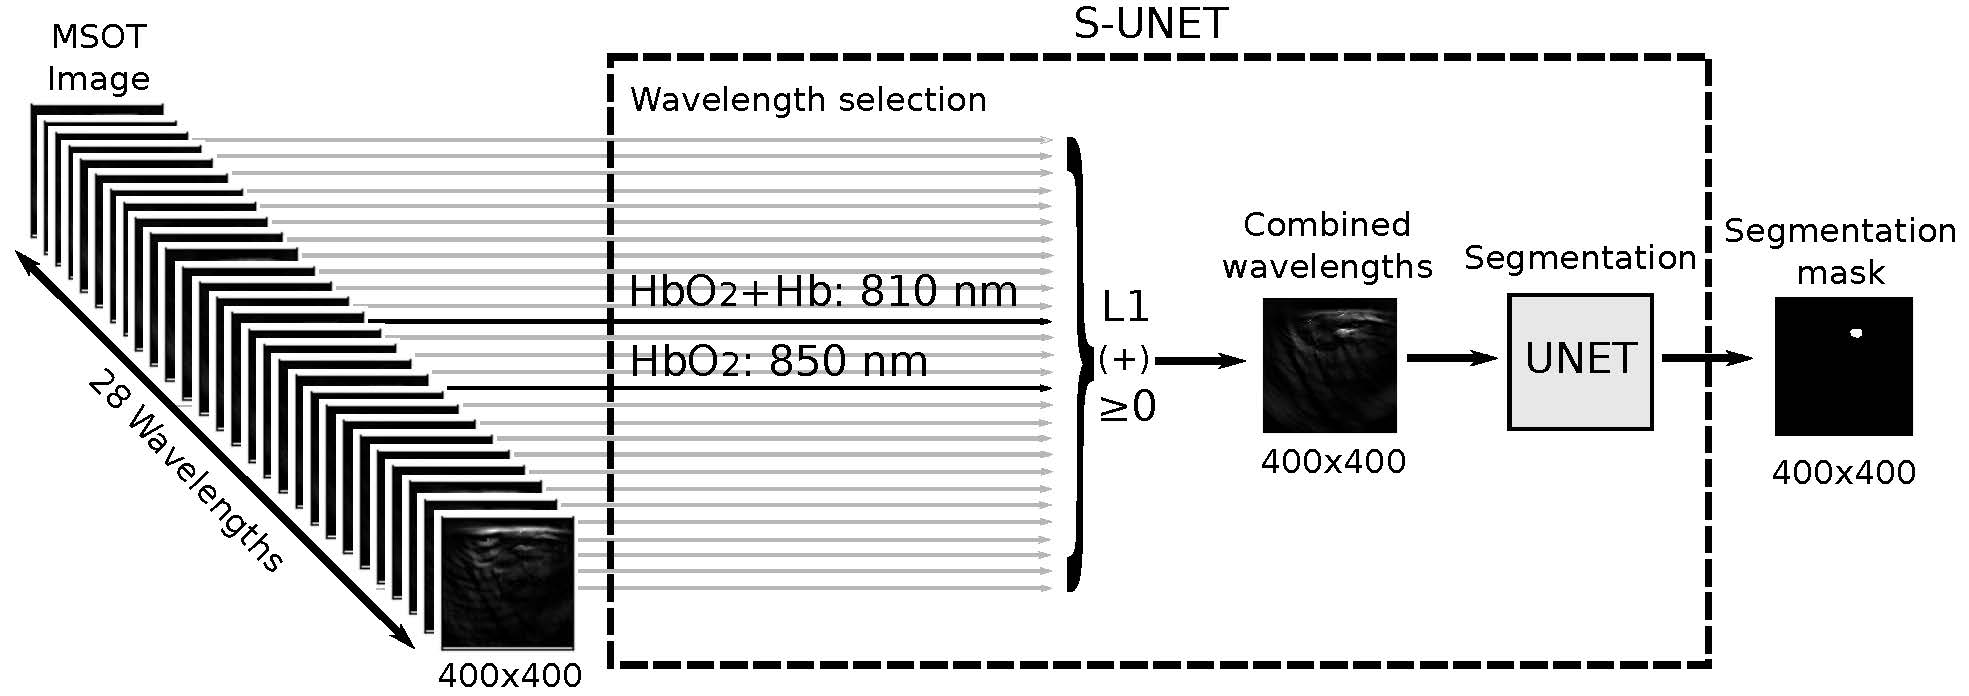 S-UNET
MSOT
Image
Wavelength selection
HbO2+Hb: 810 nm
HbO2: 850 nm
28 Wavelengths
400x400
L1
(+)
≥0
Combined
wavelengths
400x400
Segmentation
UNET
Segmentation
mask
400x400